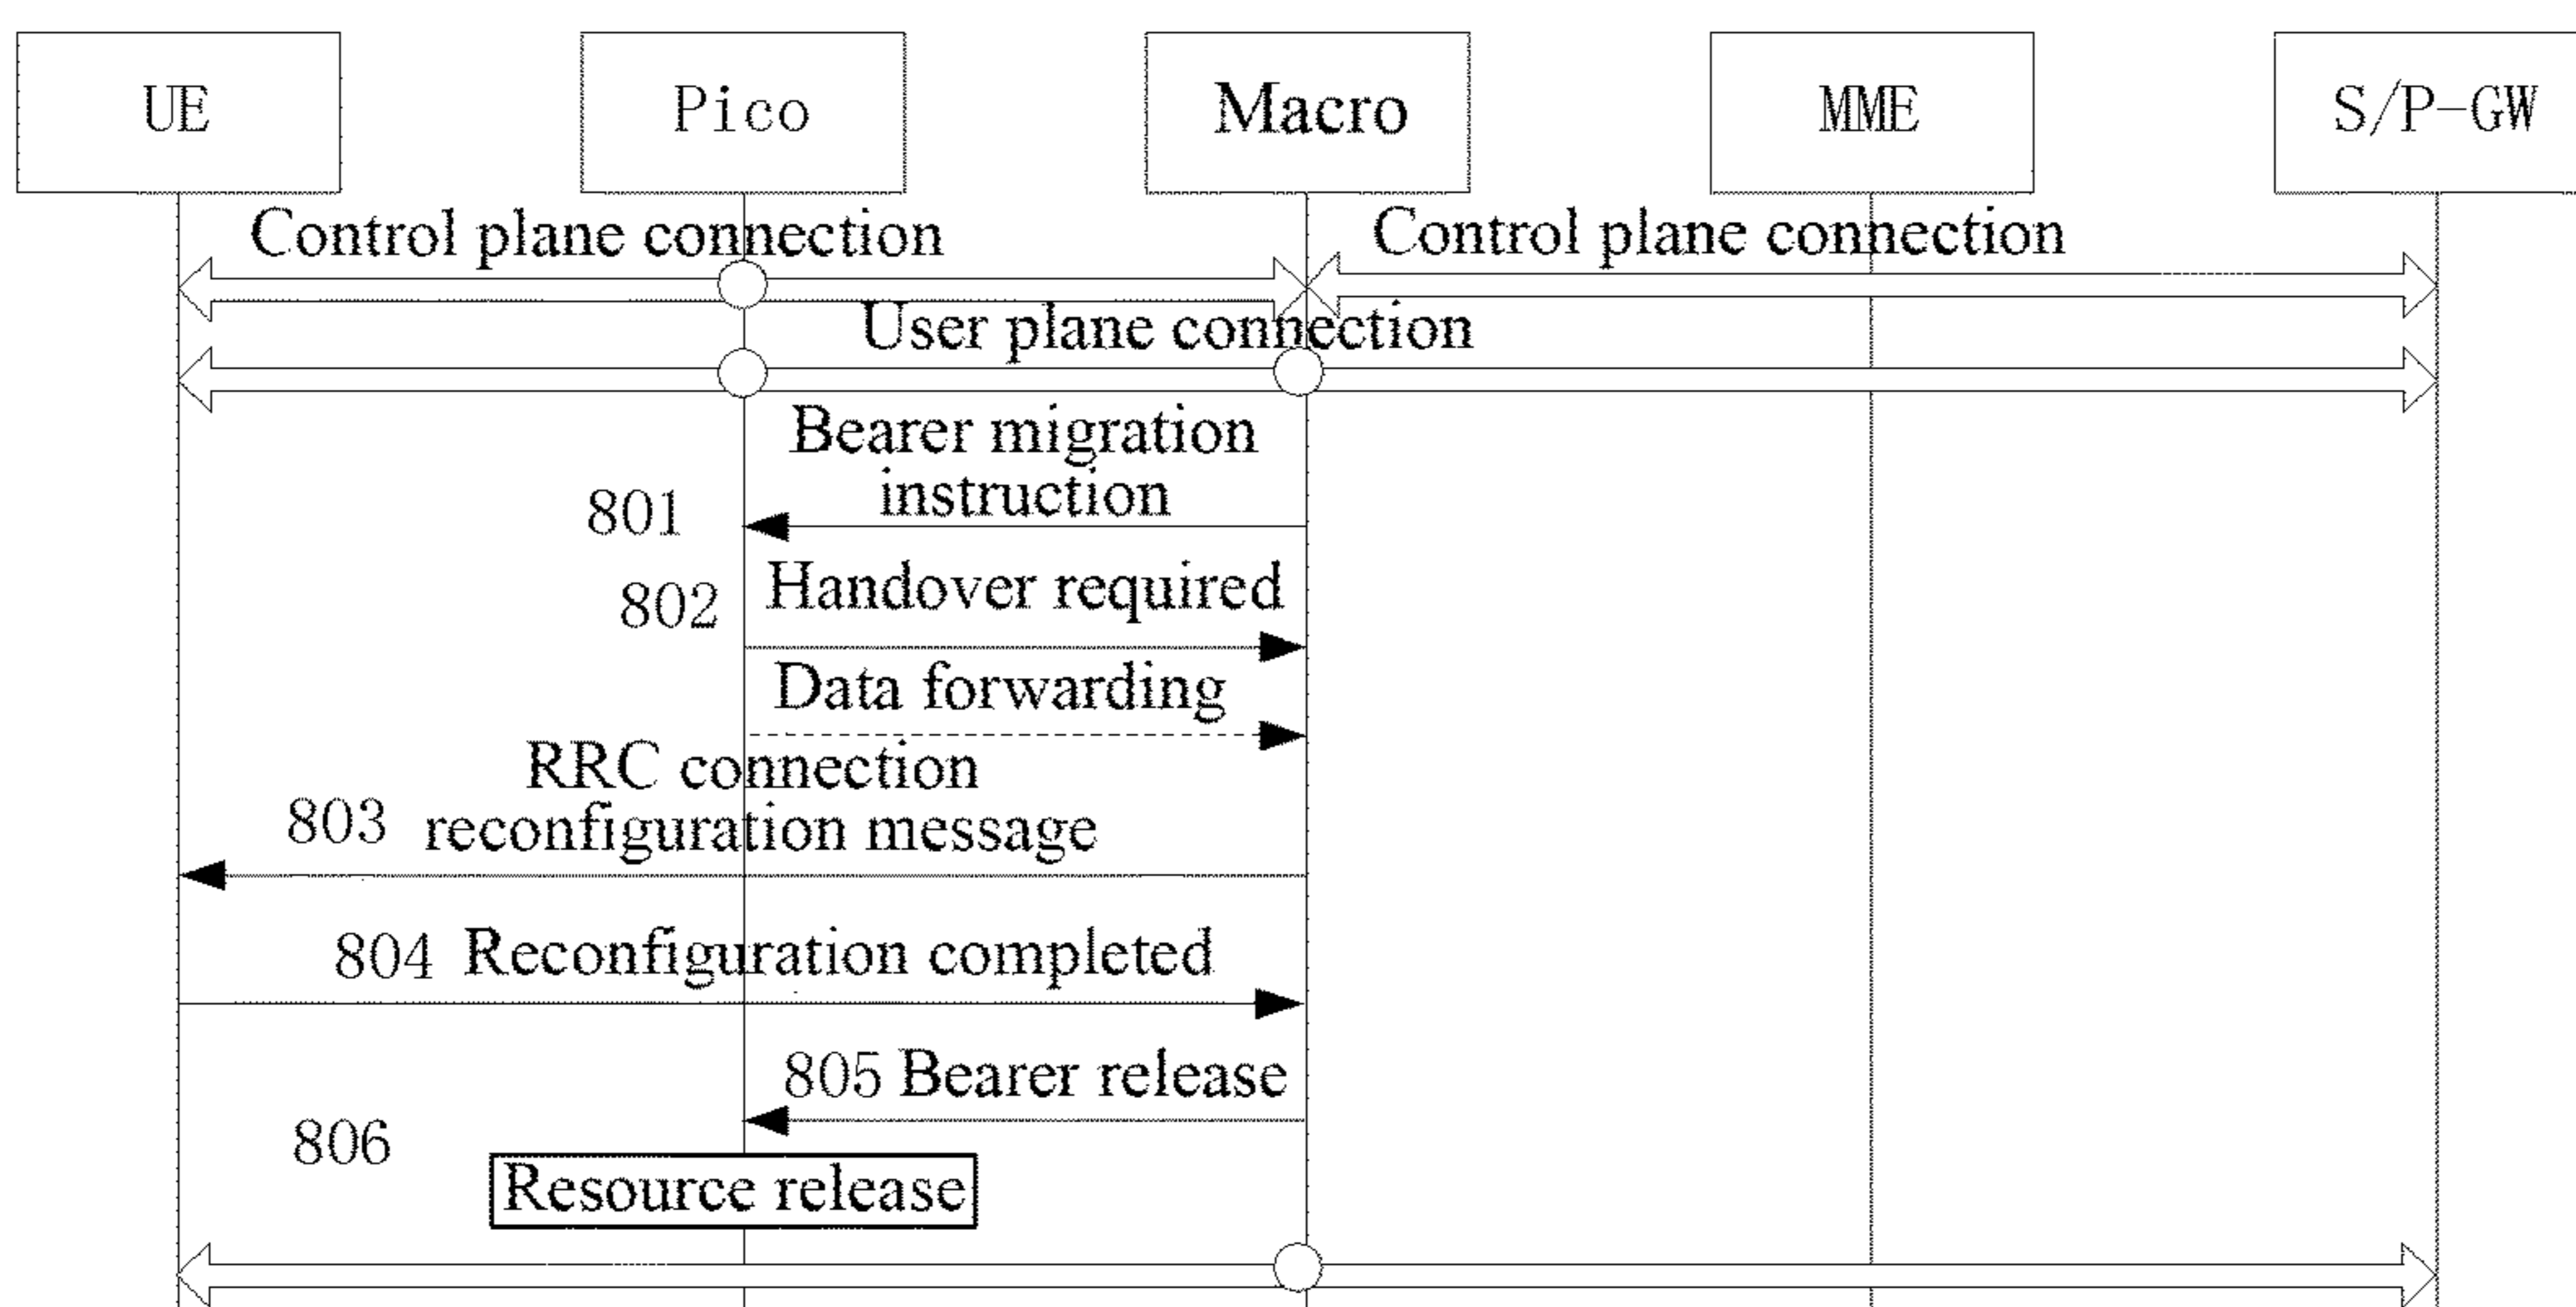 UE
Pico
Macro
MME
S/P-GW
Control plane connection
Control plane connection
User plane connection
Bearer migration
instruction
801
802
Handover required
Data forwarding
RRC connection
803
reconfiguration message
804
Reconfiguration completed
805
Bearer release
806
Resource release